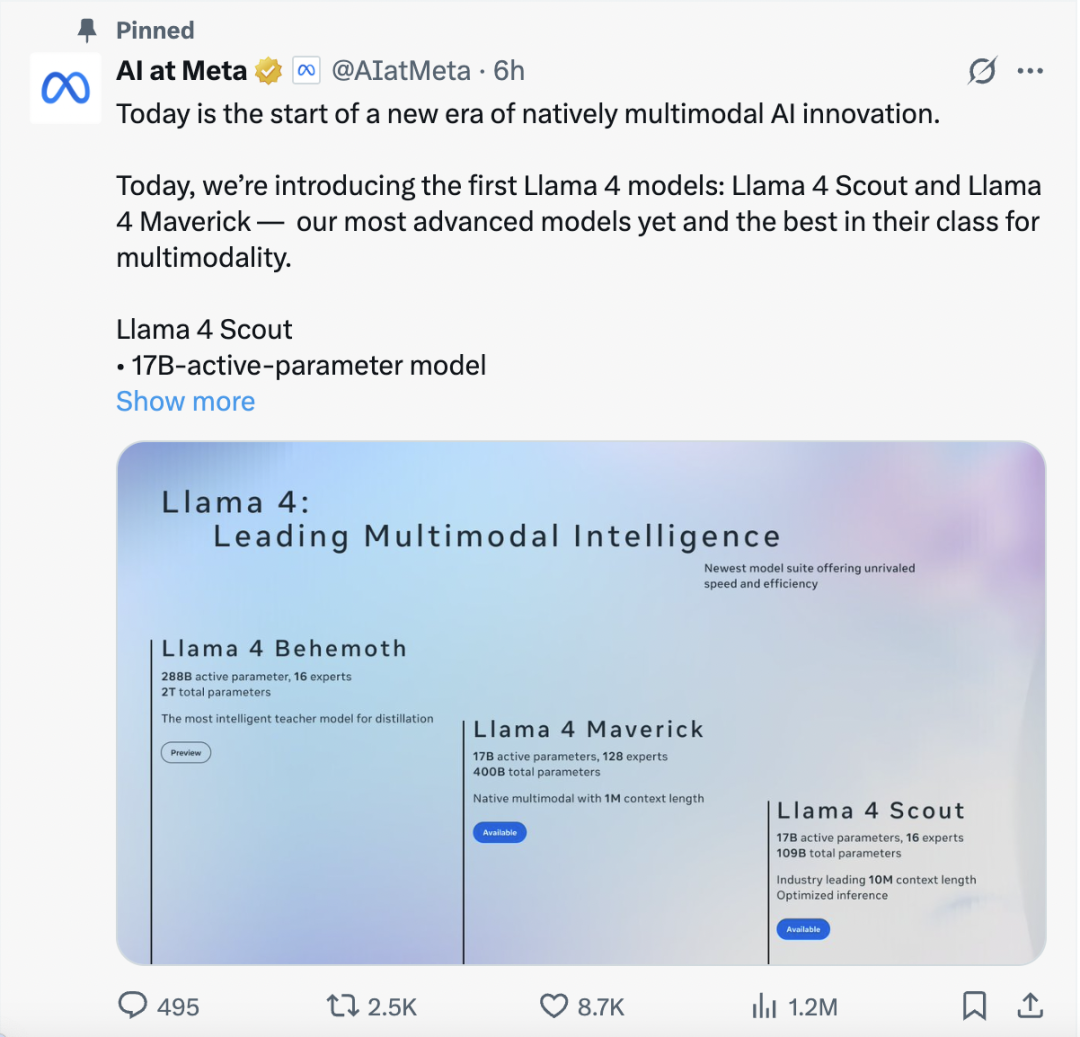 Pinned
AI at Meta @AIatMeta · 6h
Today is the start of a new era of natively multimodal AI innovation.
Today, we’re introducing the first Llama 4 models: Llama 4 Scout and Llama
4 Maverick — our most advanced models yet and the best in their class for
multimodality.
Llama 4 Scout
• 17B-active-parameter model
Show more
Llama 4:
Leading Multimodal Intelligence
Newest model suite offering unrivaled
speed and efficiency
Llama 4 Behemoth
288B active parameter, 16 experts
2T total parameters
The most intelligent teacher model for distillation
Preview
Llama 4 Maverick
17B active parameters, 128 experts
400B total parameters
Native multimodal with 1M context length
Available
Llama 4 Scout
17B active parameters, 16 experts
109B total parameters
Industry leading 10M context length
Optimized inference
Available
495 2.5K 8.7K 1.2M